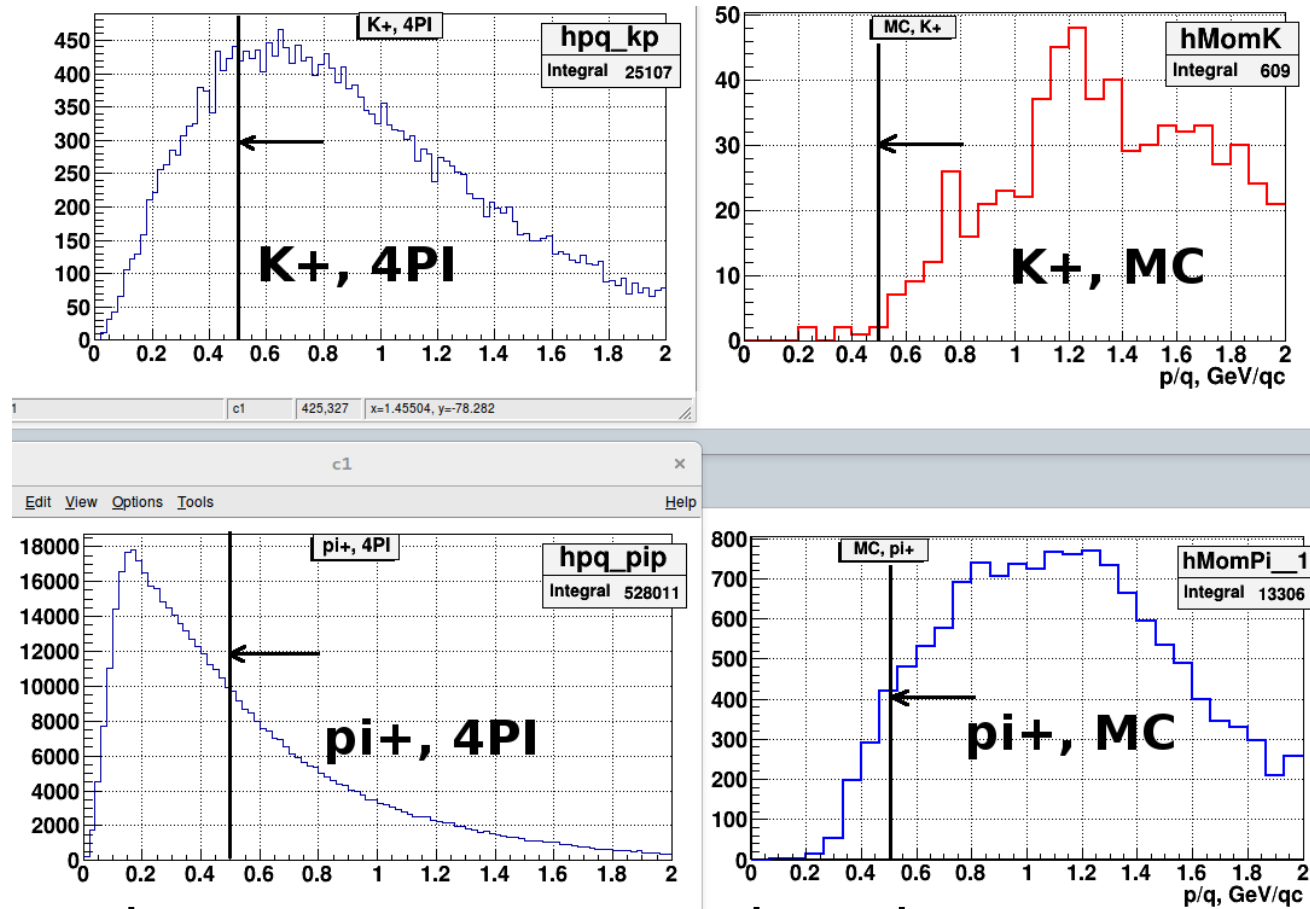 K+, 4PI
hpq_kp
Integral 25107
450
400
350
300
250
200
150
100
50
0
0 0.2 0.4 0.6 0.8 1 1.2 1.4 1.6 1.8 2
K+, 4PI
MC, K+
hMomK
Integral 609
50
40
30
20
10
0
0 0.2 0.4 0.6 0.8 1 1.2 1.4 1.6 1.8 2
p/q, GeV/qc
K+, MC
c1
425,327
x=1.45504, y=-78.282
c1
×
Edit View Options Tools Help
pi+, 4PI
hpq_pip
Integral 528011
18000
16000
14000
12000
10000
8000
6000
4000
2000
0
0 0.2 0.4 0.6 0.8 1 1.2 1.4 1.6 1.8 2
pi+, 4PI
MC, pi+
hMomPi__1
Integral 13306
800
700
600
500
400
300
200
100
0
0 0.2 0.4 0.6 0.8 1 1.2 1.4 1.6 1.8 2
p/q, GeV/qc
pi+, MC